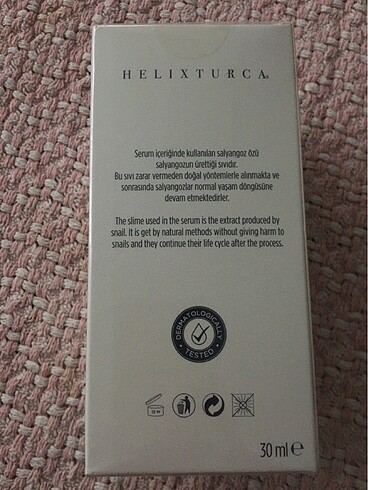 HELIXTURCA
Serum içeriğinde kullanılan salyangoz özü
salyangozun ürettiği sıvıdır.
Bu sıvı zarar vermeden doğal yöntemlerle alınmakta ve
sonrasında salyangozlar normal yaşam döngüsüne
devam etmektedirler.
The slime used in the serum is the extract produced by
snail. It is get by natural methods without giving harm to
snails and they continue their life cycle after the process.
DERMATOLOGICALLY
TESTED
30 ml e